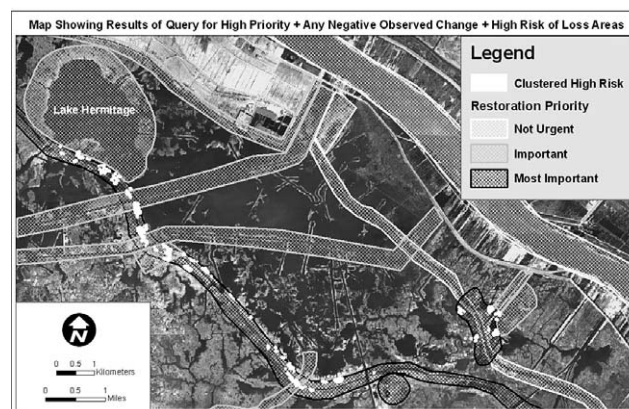 Map Showing Results of Query for High Priority + Any Negative Observed Change + High Risk of Loss Areas
Legend
Clustered High Risk
Restoration Priority
Not Urgent
Important
Most Important
Lake Hermitage
N
0 0.5 1
Kilometers
0 0.5 1
Miles